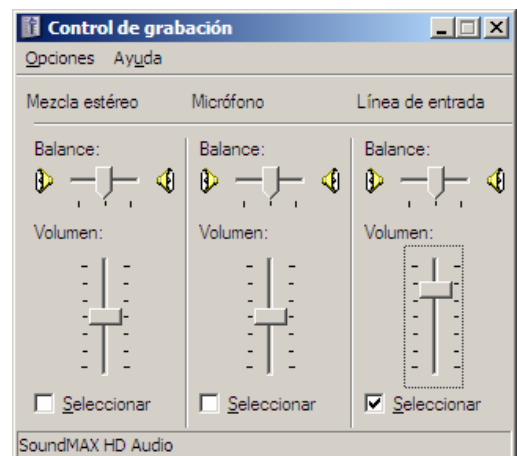 Control de grabación
Opciones Ayuda
Mezcla estéreo Micrófono Línea de entrada
Balance: Balance: Balance:
Volumen: Volumen: Volumen:
Seleccionar Seleccionar Seleccionar
SoundMAX HD Audio